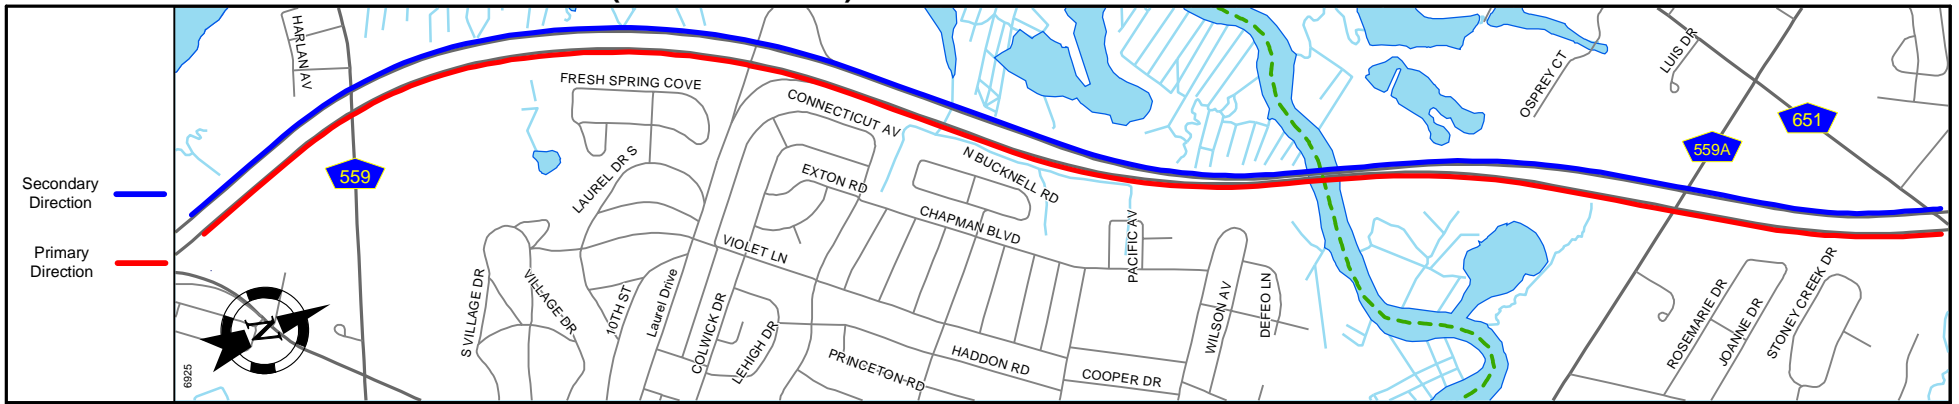 Secondary
Direction
Primary
Direction
6925
HARLAN AV
559
FRESH SPRING COVE
CONNECTICUT AV
LAUREL DR S
EXTON RD
N BUCKNELL RD
CHAPMAN BLVD
VIOLET LN
PACIFIC AV
S VILLAGE DR
VILLAGE DR
10TH ST
Laurel Drive
COLWICK DR
LEHIGH DR
PRINCETON RD
HADDON RD
COOPER DR
WILSON AV
DEFEO LN
OSPREY CT
LUIS DR
651
559A
ROSEMARIE DR
JOANNE DR
STONEY CREEK DR
N